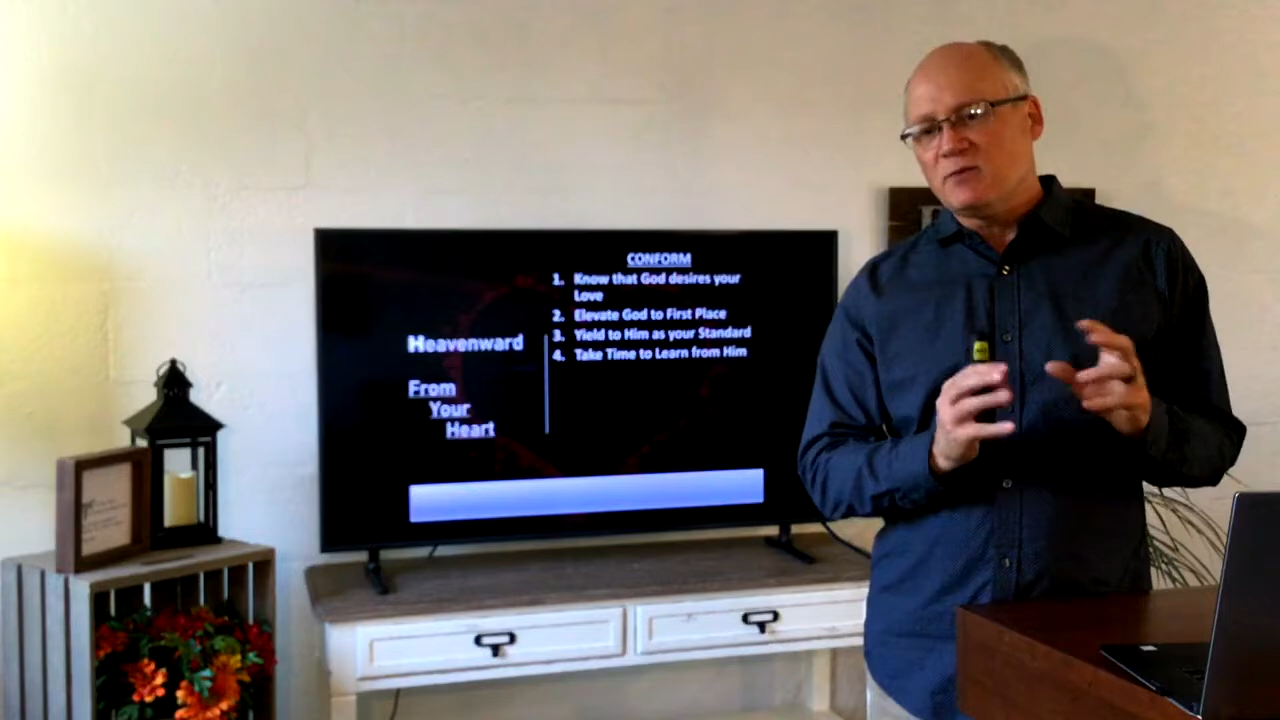 CONFORM
1. Know that God desires your
Love
2. Elevate God to First Place
3. Yield to Him as your Standard
4. Take Time to Learn from Him
Heavenward
From
Your
Heart